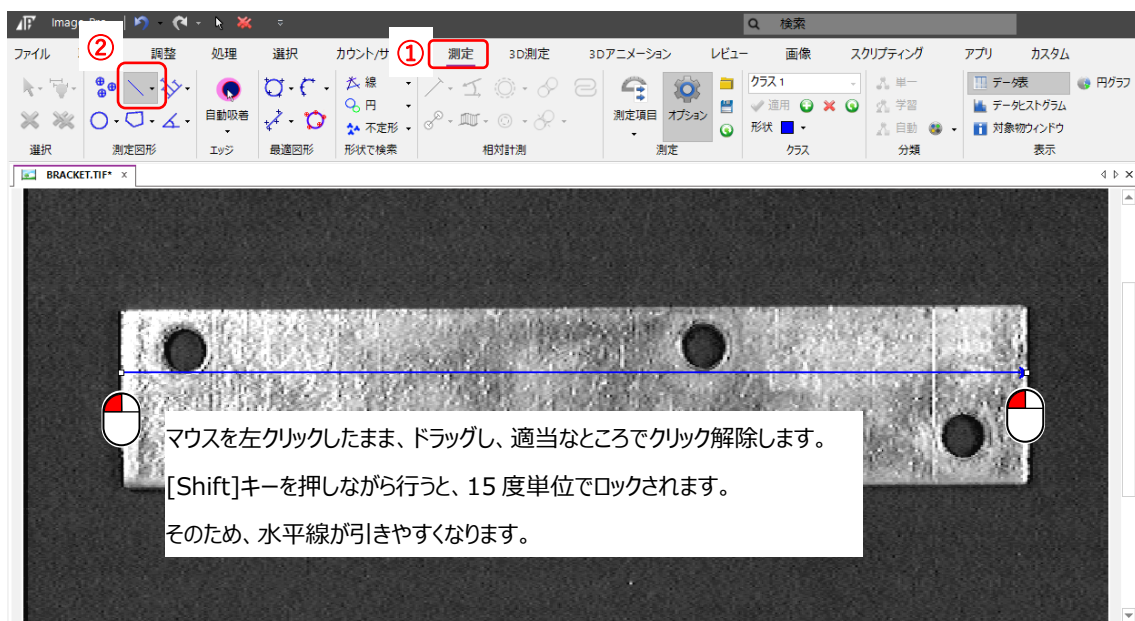 Image-Pro
検索
ファイル ② 調整 処理 選択 カウント/サ ① 測定 3D測定 3Dアニメーション レビュー 画像 スクリプティング アプリ カスタム
自動吸着
線
円
不定形
測定項目
オプション
クラス 1
適用
形状
単一
学習
自動
データ表
データヒストグラム
対象物ウィンドウ
円グラフ
選択 測定図形 エッジ 最適図形 形状で検索 相対計測 測定 クラス 分類 表示
BRACKET.TIF* x
マウスを左クリックしたまま、ドラッグし、適当なところでクリック解除します。
[Shift]キーを押しながら行うと、15 度単位でロックされます。
そのため、水平線が引きやすくなります。